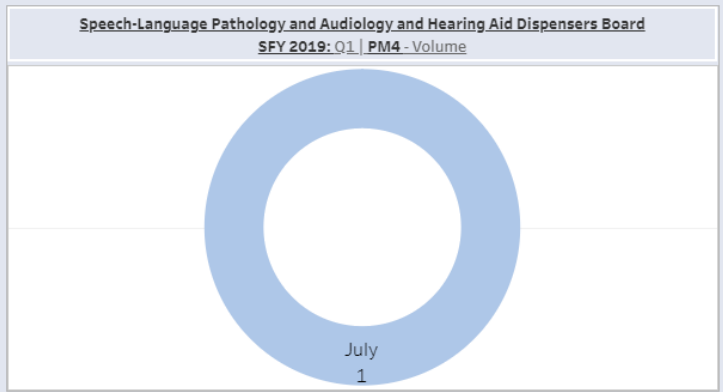 Speech-Language Pathology and Audiology and Hearing Aid Dispensers Board
SFY 2019: Q1 | PM4 - Volume
July
1